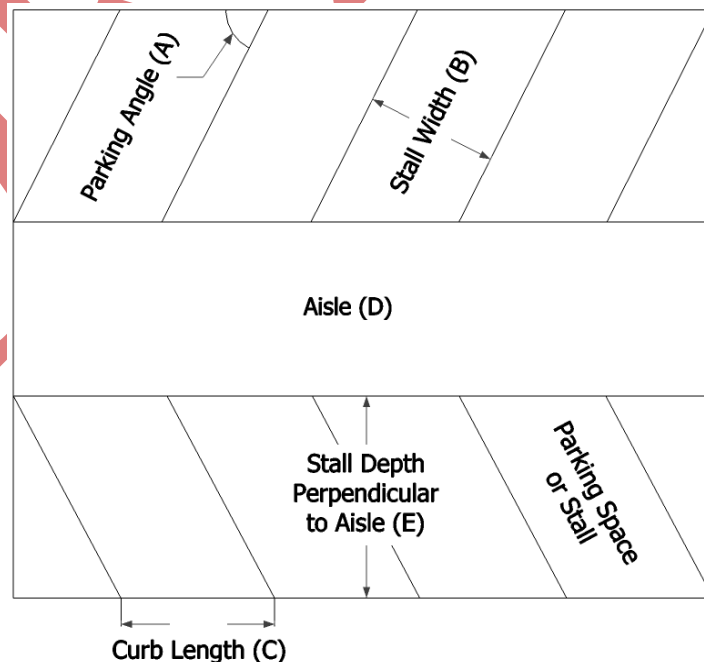 Parking Angle (A)
Stall Width (B)
Aisle (D)
Stall Depth
Perpendicular
to Aisle (E)
Parking Space
or Stall
Curb Length (C)